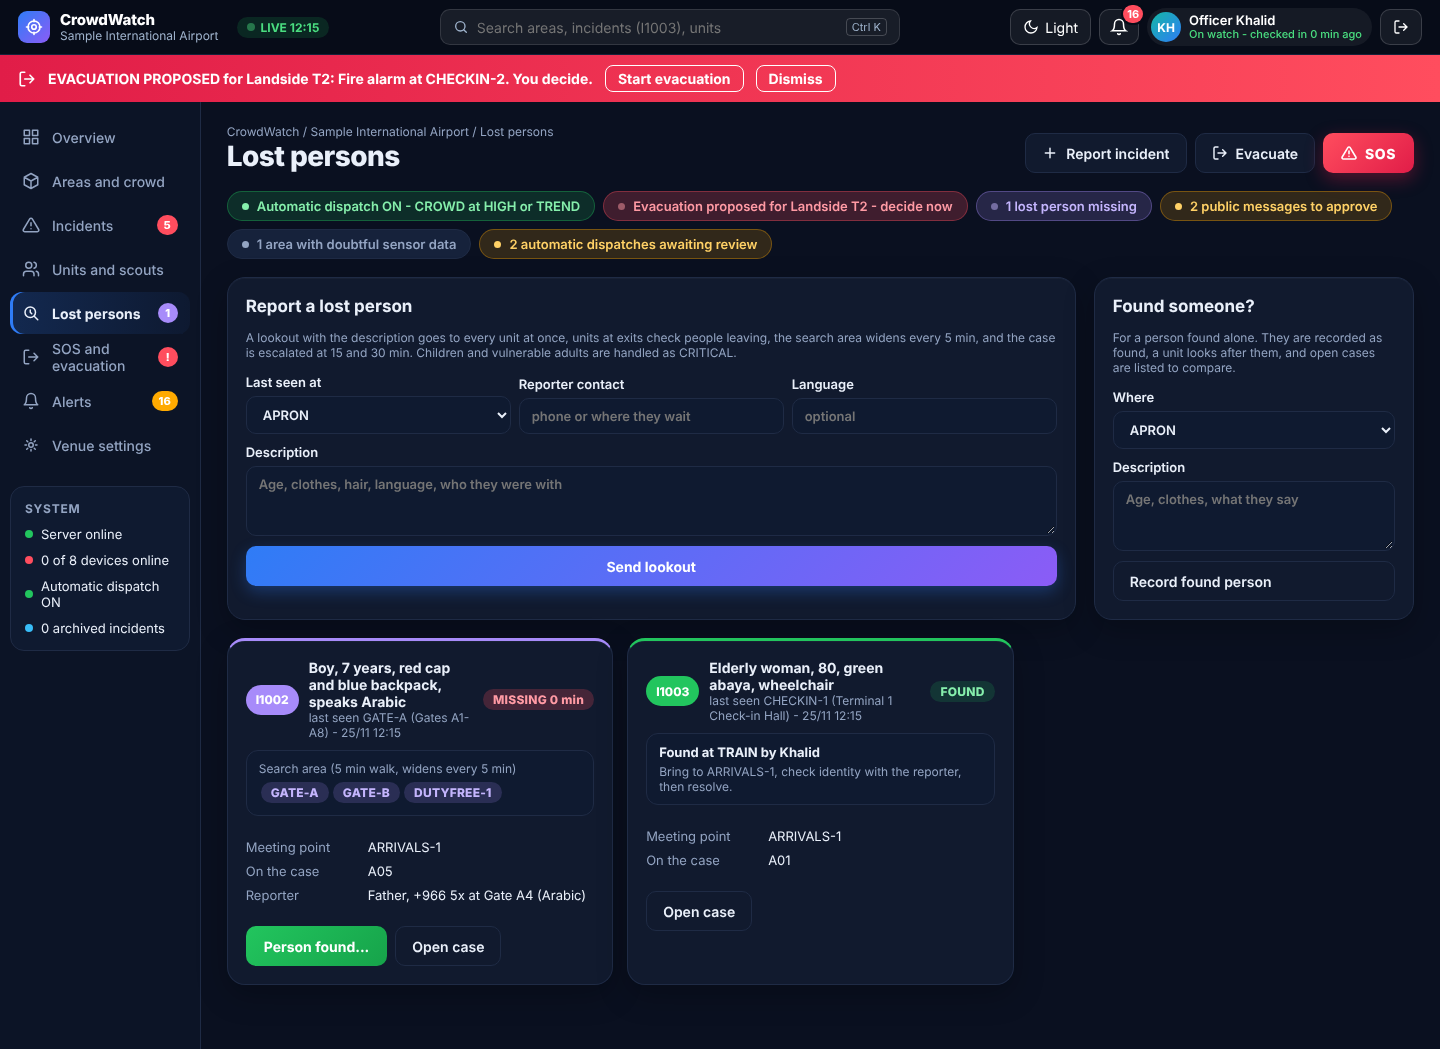 CrowdWatch
Sample International Airport
LIVE 12:15
Search areas, incidents (I1003), units
Ctrl K
Light
16
KH
Officer Khalid
On watch - checked in 0 min ago
EVACUATION PROPOSED for Landside T2: Fire alarm at CHECKIN-2. You decide.
Start evacuation
Dismiss
Overview
Areas and crowd
Incidents
5
Units and scouts
Lost persons
1
SOS and
evacuation
!
Alerts
16
Venue settings
SYSTEM
Server online
0 of 8 devices online
Automatic dispatch
ON
0 archived incidents
CrowdWatch / Sample International Airport / Lost persons
Lost persons
Report incident
Evacuate
SOS
Automatic dispatch ON - CROWD at HIGH or TREND
Evacuation proposed for Landside T2 - decide now
1 lost person missing
2 public messages to approve
1 area with doubtful sensor data
2 automatic dispatches awaiting review
Report a lost person
A lookout with the description goes to every unit at once, units at exits check people leaving, the search area widens every 5 min, and the case
is escalated at 15 and 30 min. Children and vulnerable adults are handled as CRITICAL.
Last seen at
Reporter contact
Language
APRON
phone or where they wait
optional
Description
Age, clothes, hair, language, who they were with
Send lookout
Found someone?
For a person found alone. They are recorded as
found, a unit looks after them, and open cases
are listed to compare.
Where
APRON
Description
Age, clothes, what they say
Record found person
I1002
Boy, 7 years, red cap
and blue backpack,
speaks Arabic
last seen GATE-A (Gates A1-
A8) - 25/11 12:15
MISSING 0 min
Search area (5 min walk, widens every 5 min)
GATE-A
GATE-B
DUTYFREE-1
Meeting point
ARRIVALS-1
On the case
A05
Reporter
Father, +966 5x at Gate A4 (Arabic)
Person found...
Open case
I1003
Elderly woman, 80, green
abaya, wheelchair
last seen CHECKIN-1 (Terminal 1
Check-in Hall) - 25/11 12:15
FOUND
Found at TRAIN by Khalid
Bring to ARRIVALS-1, check identity with the reporter,
then resolve.
Meeting point
ARRIVALS-1
On the case
A01
Open case